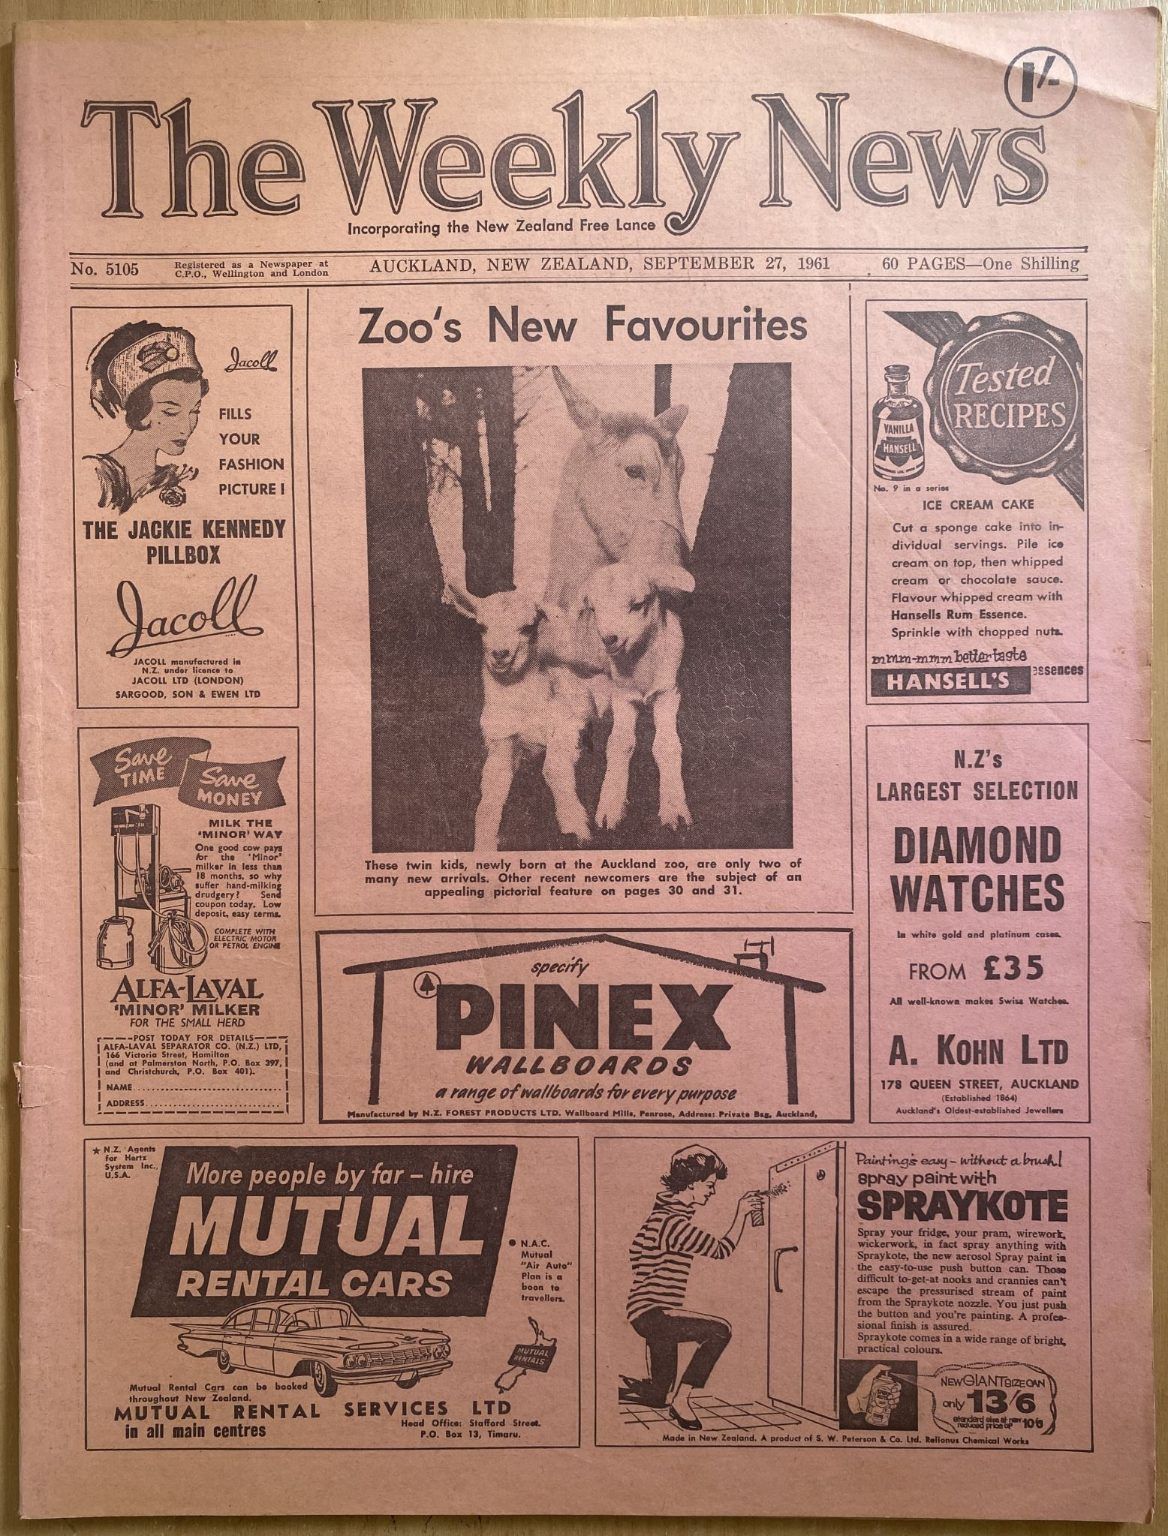 1/-
The Weekly News
Incorporating the New Zealand Free Lance
No. 5105
Registered as a Newspaper at
C.P.O., Wellington and London
AUCKLAND, NEW ZEALAND, SEPTEMBER 27, 1961
60 PAGES—One Shilling
Jacoll
FILLS
YOUR
FASHION
PICTURE !
THE JACKIE KENNEDY
PILLBOX
Jacoll
JACOLL manufactured in
N.Z. under licence to
JACOLL LTD (LONDON)
SARGOOD, SON & EWEN LTD
Zoo's New Favourites
These twin kids, newly born at the Auckland zoo, are only two of
many new arrivals. Other recent newcomers are the subject of an
appealing pictorial feature on pages 30 and 31.
Tested
RECIPES
VANILLA
HANSELL
No. 9 in a series
ICE CREAM CAKE
Cut a sponge cake into in-
dividual servings. Pile ice
cream on top, then whipped
cream or chocolate sauce.
Flavour whipped cream with
Hansells Rum Essence.
Sprinkle with chopped nuts.
mmm-mmm better taste
HANSELL'S essences
Save
TIME
Save
MONEY
MILK THE
'MINOR' WAY
One good cow pays
for the 'Minor'
milker in less than
18 months, so why
suffer hand-milking
drudgery? Send
coupon today. Low
deposit, easy terms.
COMPLETE WITH
ELECTRIC MOTOR
OR PETROL ENGINE
ALFA-LAVAL
'MINOR' MILKER
FOR THE SMALL HERD
POST TODAY FOR DETAILS
ALFA-LAVAL SEPARATOR CO. (N.Z.) LTD,
166 Victoria Street, Hamilton
(and at Palmerston North, P.O. Box 397,
and Christchurch, P.O. Box 401).
NAME
ADDRESS
specify
PINEX
WALLBOARDS
a range of wallboards for every purpose
Manufactured by N.Z. FOREST PRODUCTS LTD. Wallboard Mills, Penrose, Address: Private Bag, Auckland,
N.Z's
LARGEST SELECTION
DIAMOND
WATCHES
In white gold and platinum cases.
FROM £35
All well-known makes Swiss Watches.
A. KOHN LTD
178 QUEEN STREET, AUCKLAND
(Established 1864)
Auckland's Oldest-established Jewellers
★ N.Z. Agents
for Hertz
System Inc.,
U.S.A.
More people by far – hire
MUTUAL
RENTAL CARS
● N.A.C.
Mutual
"Air Auto"
Plan is a
boon to
travellers.
MUTUAL
RENTALS
Mutual Rental Cars can be booked
throughout New Zealand.
MUTUAL RENTAL SERVICES LTD
in all main centres
Head Office: Stafford Street.
P.O. Box 13, Timaru.
Painting's easy – without a brush!
spray paint with
SPRAYKOTE
Spray your fridge, your pram, wirework,
wickerwork, in fact spray anything with
Spraykote, the new aerosol Spray paint in
the easy-to-use push button can. Those
difficult to-get-at nooks and crannies can't
escape the pressurised stream of paint
from the Spraykote nozzle. You just push
the button and you're painting. A profes-
sional finish is assured.
Spraykote comes in a wide range of bright,
practical colours.
NEW GIANT SIZE CAN
only 13'6
standard size at new
reduced price of 10'6
Made in New Zealand. A product of S. W. Peterson & Co. Ltd. Relionus Chemical Works